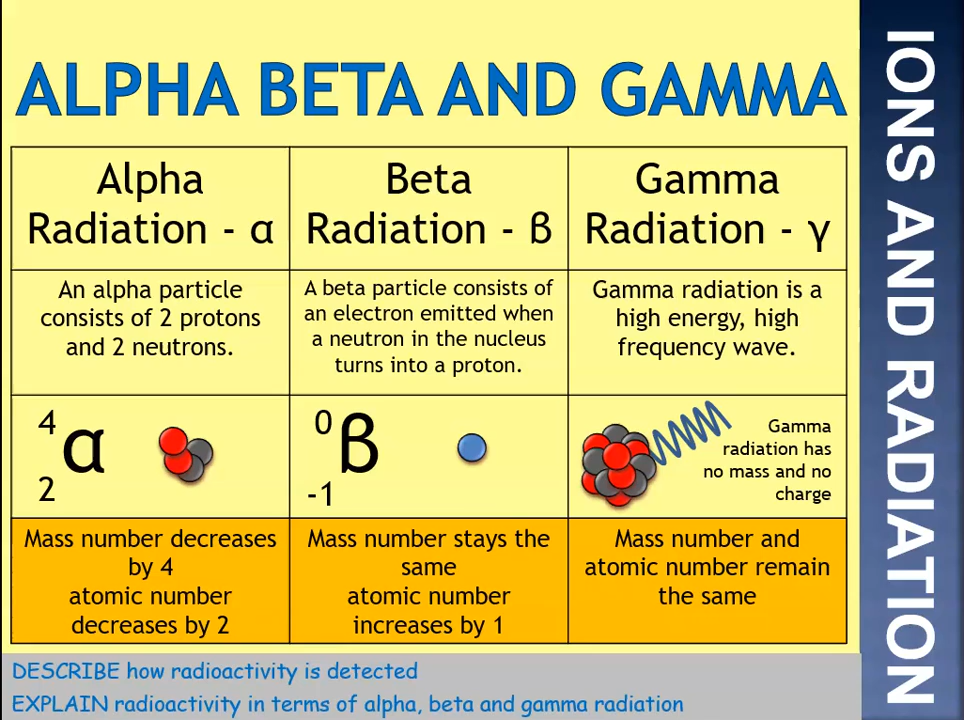 ALPHA BETA AND GAMMA
Alpha
Radiation - α
Beta
Radiation - β
Gamma
Radiation - γ
An alpha particle
consists of 2 protons
and 2 neutrons.
A beta particle consists of
an electron emitted when
a neutron in the nucleus
turns into a proton.
Gamma radiation is a
high energy, high
frequency wave.
4
α
2
0
β
-1
Gamma
radiation has
no mass and no
charge
Mass number decreases
by 4
atomic number
decreases by 2
Mass number stays the
same
atomic number
increases by 1
Mass number and
atomic number remain
the same
DESCRIBE how radioactivity is detected
EXPLAIN radioactivity in terms of alpha, beta and gamma radiation
IONS AND RADIATION